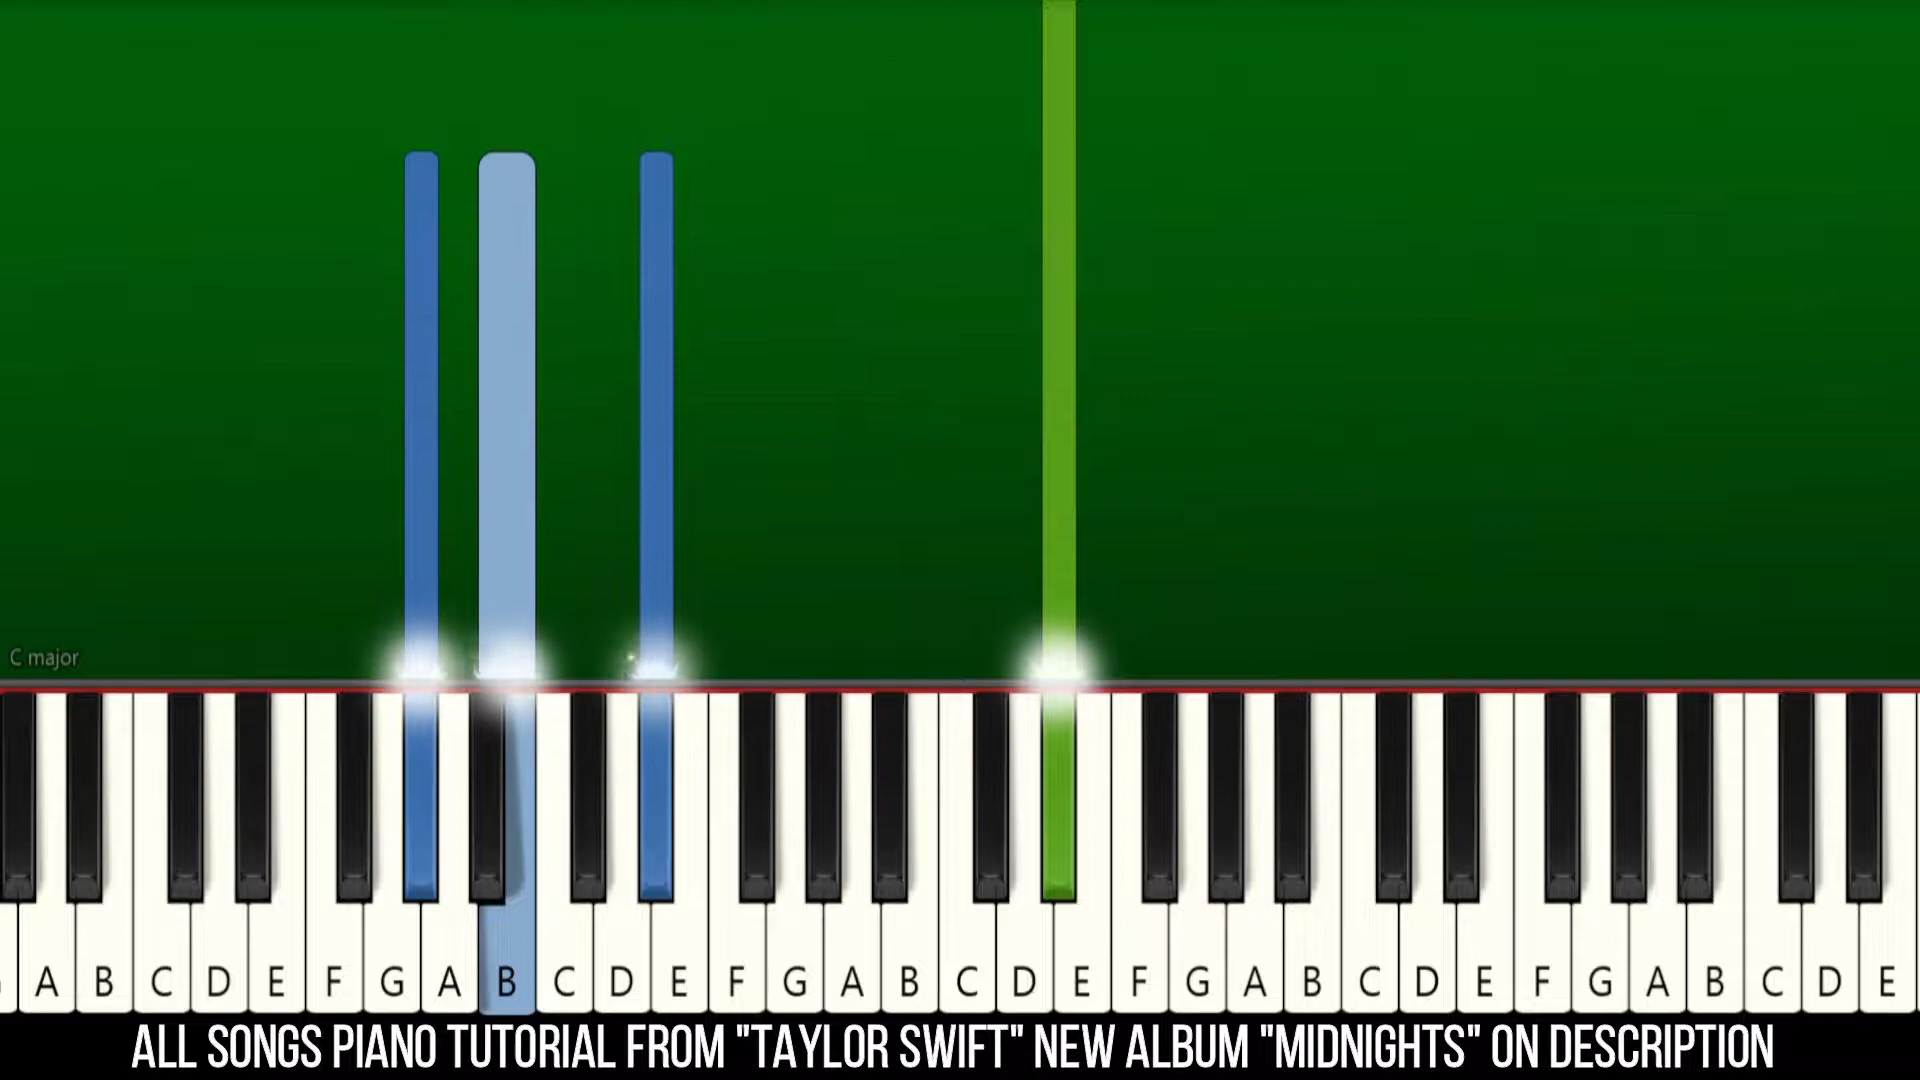 C major
A B C D E F G A B C D E F G A B C D E F G A B C D E F G A B C D E
ALL SONGS PIANO TUTORIAL FROM "TAYLOR SWIFT" NEW ALBUM "MIDNIGHTS" ON DESCRIPTION